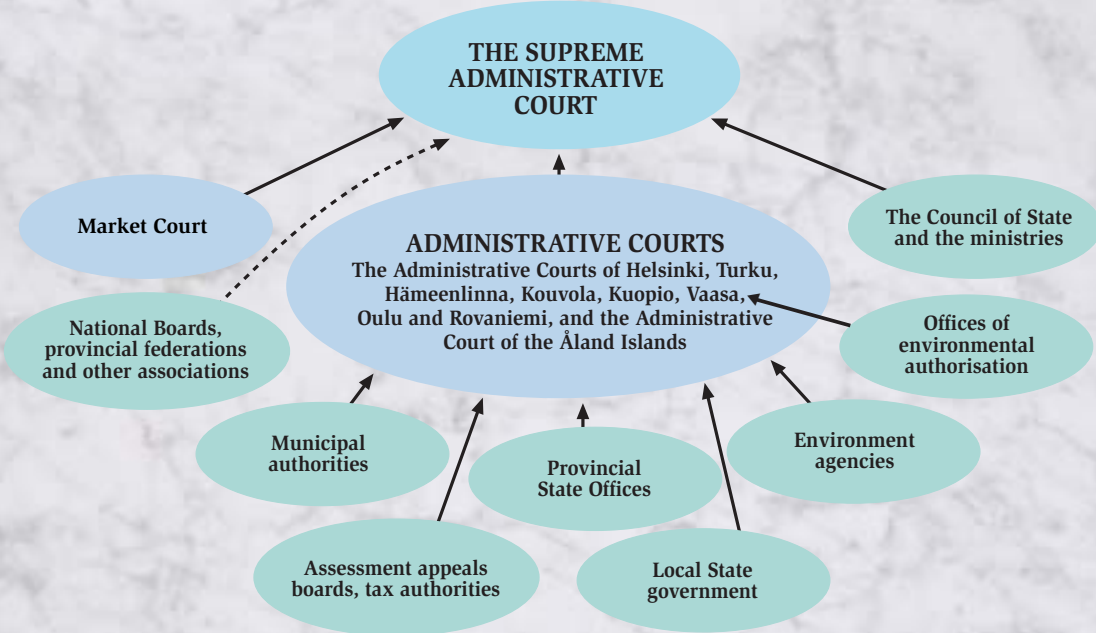 THE SUPREME
ADMINISTRATIVE
COURT
Market Court
ADMINISTRATIVE COURTS
The Administrative Courts of Helsinki, Turku,
Hämeenlinna, Kouvola, Kuopio, Vaasa,
Oulu and Rovaniemi, and the Administrative
Court of the Åland Islands
The Council of State
and the ministries
National Boards,
provincial federations
and other associations
Offices of
environmental
authorisation
Municipal
authorities
Provincial
State Offices
Environment
agencies
Assessment appeals
boards, tax authorities
Local State
government